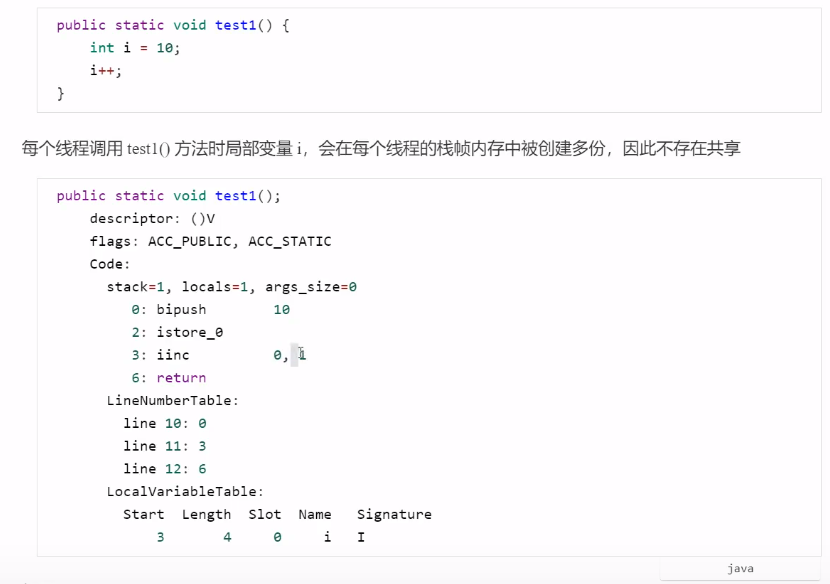 public static void test1() {
int i = 10;
i++;
}
每个线程调用 test1() 方法时局部变量 i，会在每个线程的栈帧内存中被创建多份，因此不存在共享
public static void test1();
descriptor: ()V
flags: ACC_PUBLIC, ACC_STATIC
Code:
stack=1, locals=1, args_size=0
0: bipush 10
2: istore_0
3: iinc 0, 1
6: return
LineNumberTable:
line 10: 0
line 11: 3
line 12: 6
LocalVariableTable:
Start Length Slot Name Signature
3 4 0 i I
java